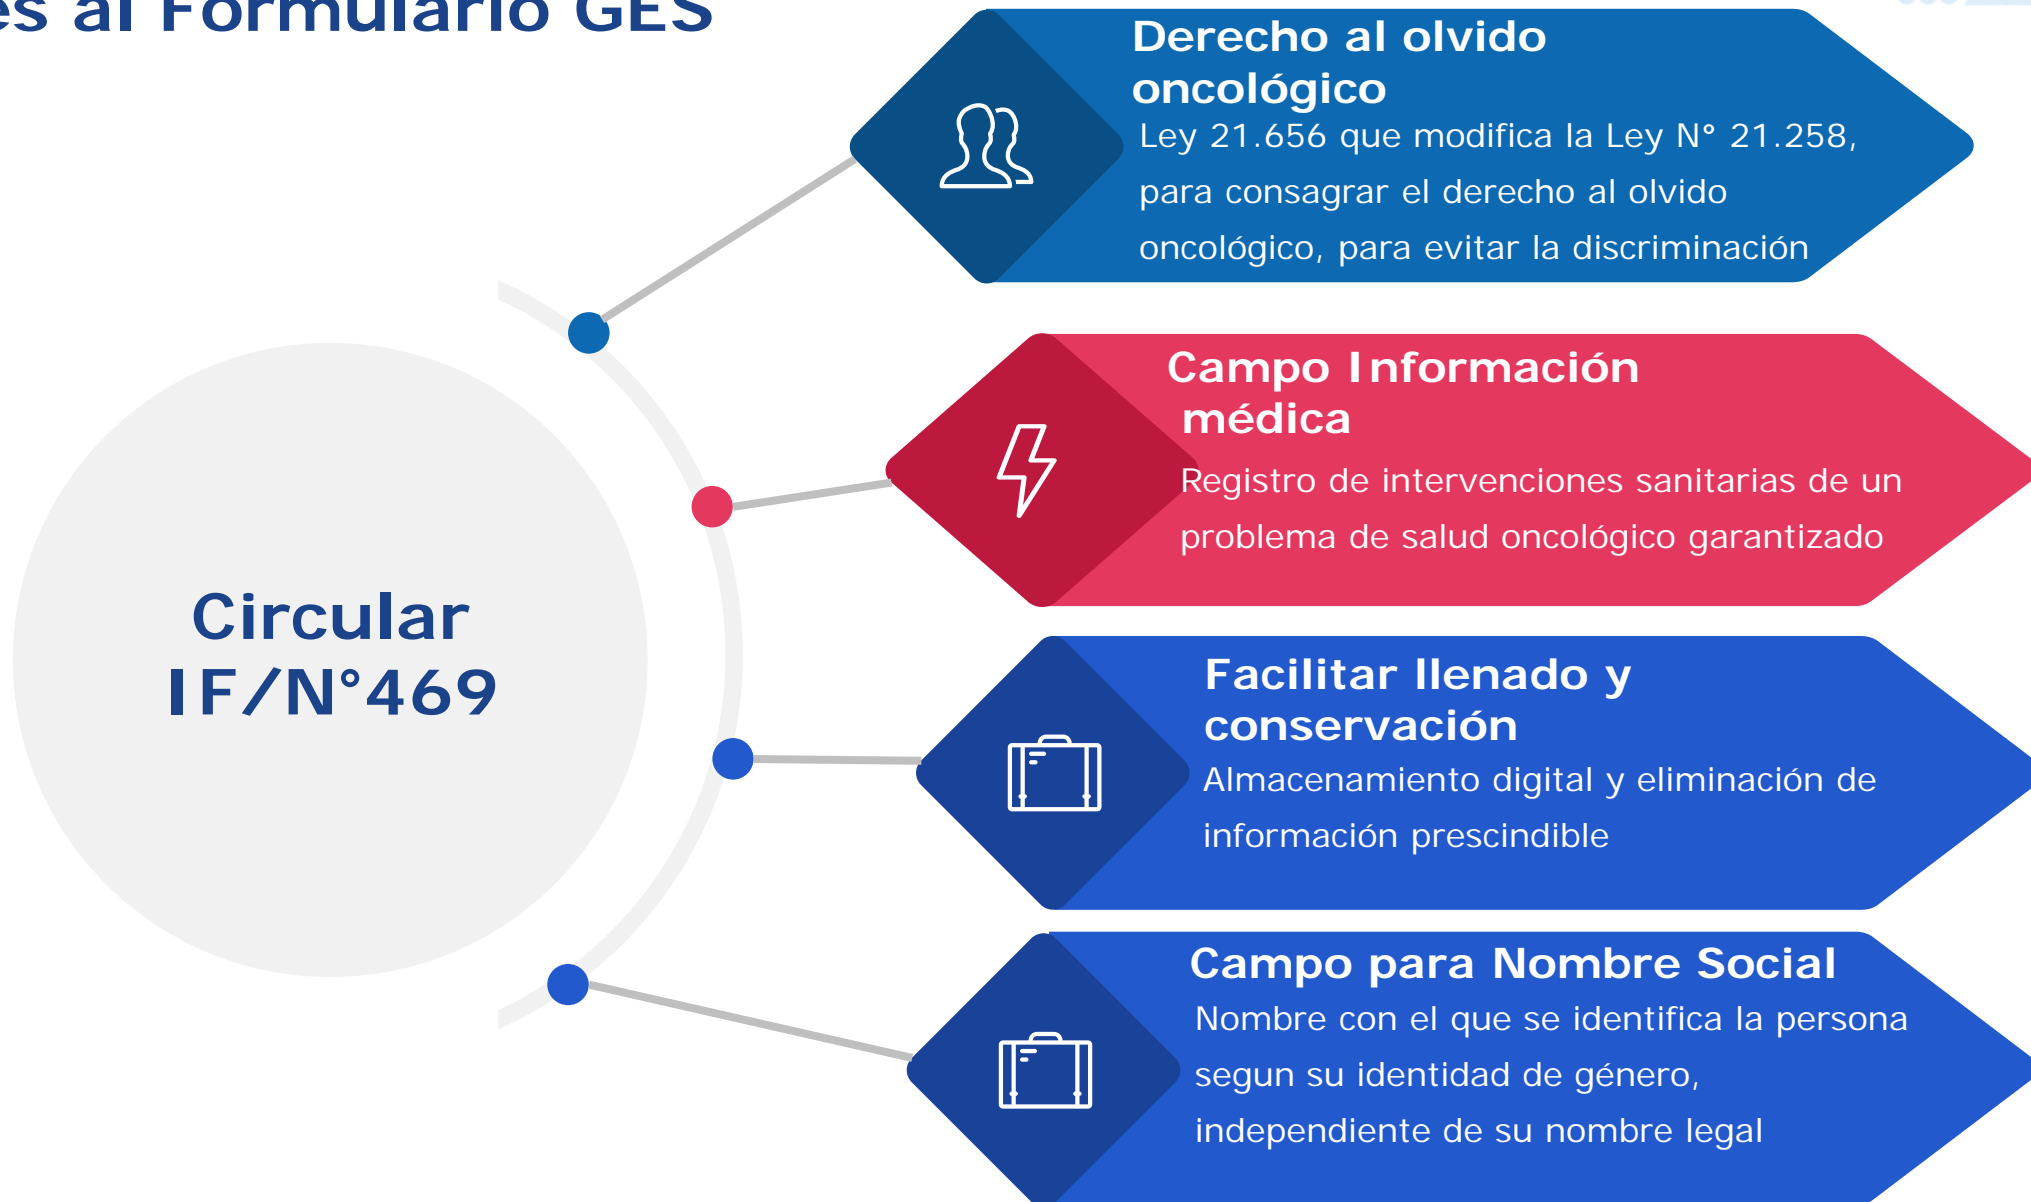 es al Formulario GES
Derecho al olvido
oncológico
Ley 21.656 que modifica la Ley N° 21.258,
para consagrar el derecho al olvido
oncológico, para evitar la discriminación
Campo Información
médica
Registro de intervenciones sanitarias de un
problema de salud oncológico garantizado
Circular
IF/N°469
Facilitar llenado y
conservación
Almacenamiento digital y eliminación de
información prescindible
Campo para Nombre Social
Nombre con el que se identifica la persona
segun su identidad de género,
independiente de su nombre legal